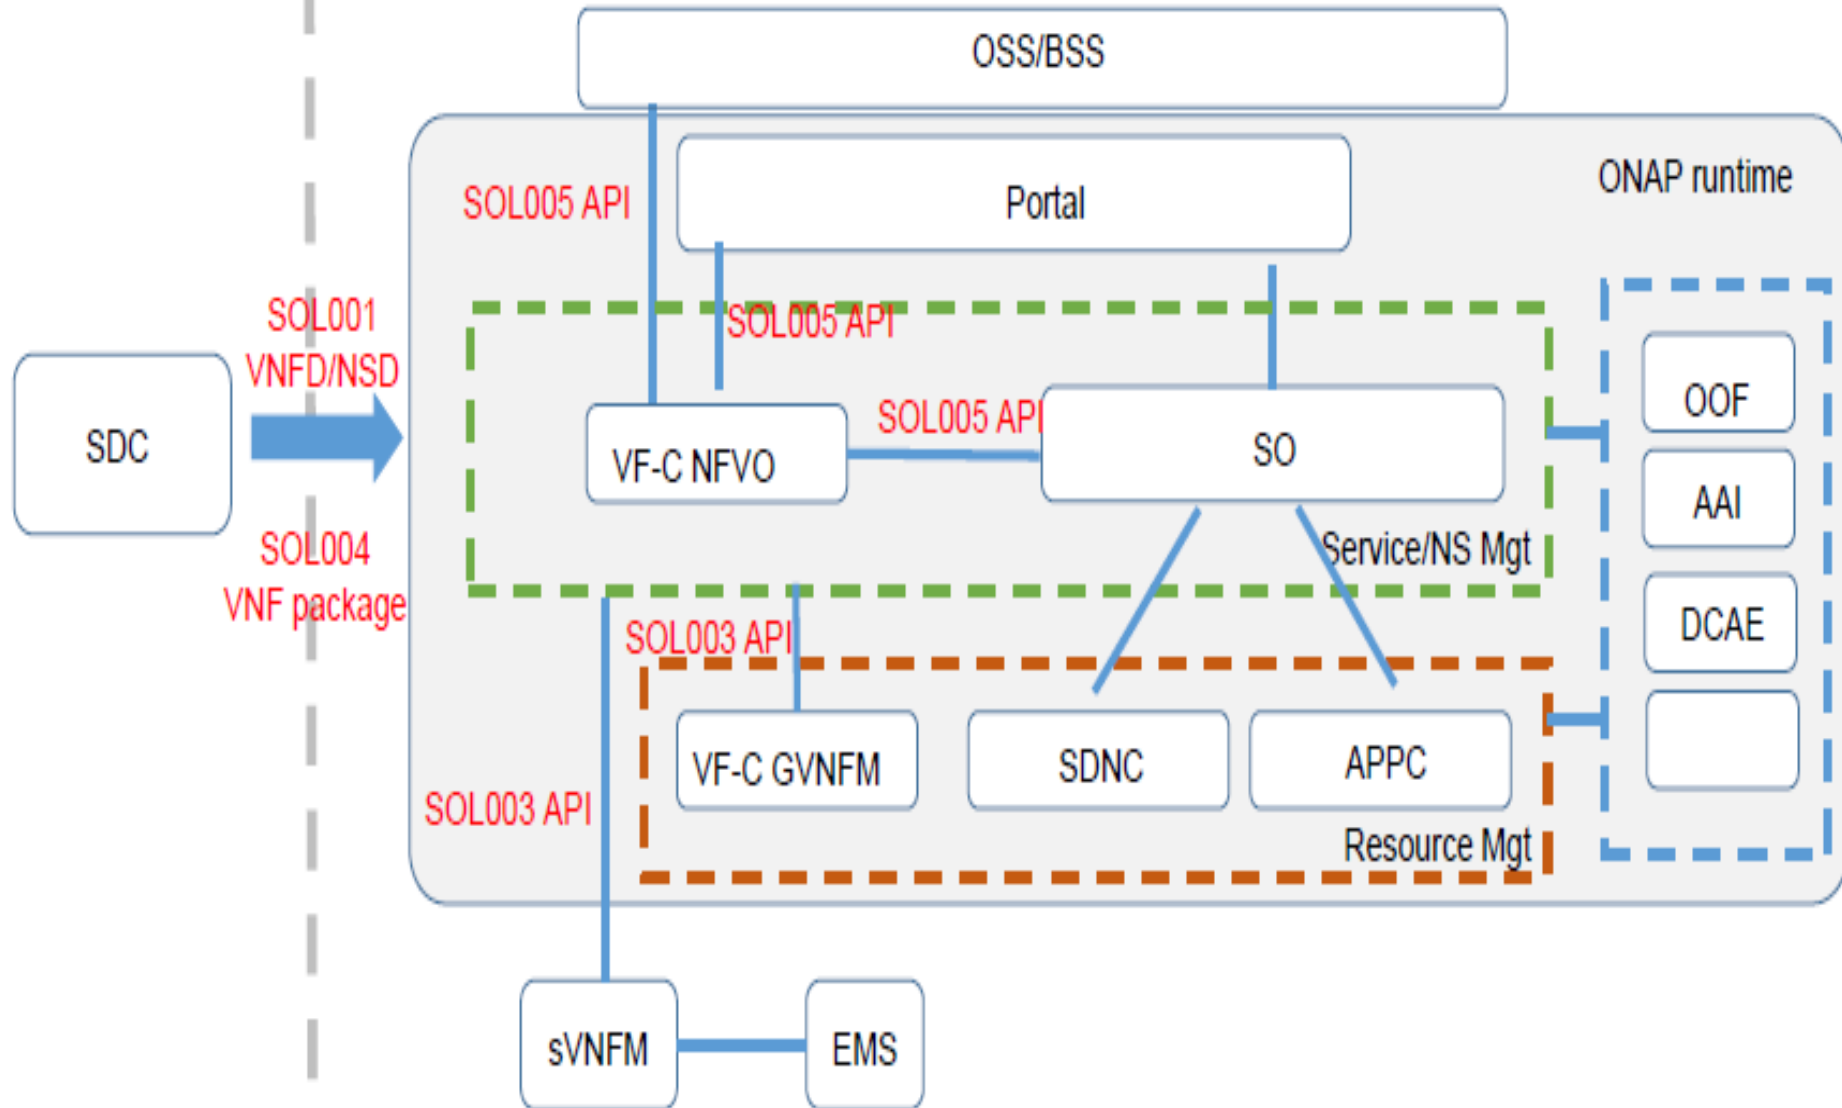 OSS/BSS
ONAP runtime
Portal
SOL005 API
SOL001
VNFD/NSD
SOL005 API
SDC
SOL005 API
VF-C NFVO
SO
OOF
AAI
SOL004
VNF package
Service/NS Mgt
DCAE
SOL003 API
VF-C GVNFM
SDNC
APPC
SOL003 API
Resource Mgt
sVNFM
EMS